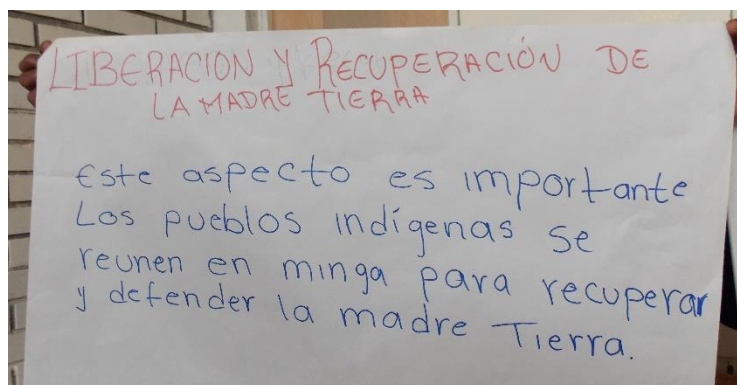 LIBERACION Y RECUPERACIÓN DE
LA MADRE TIERRA
Este aspecto es importante
Los pueblos indígenas se
reunen en minga para recuperar
y defender la madre Tierra.